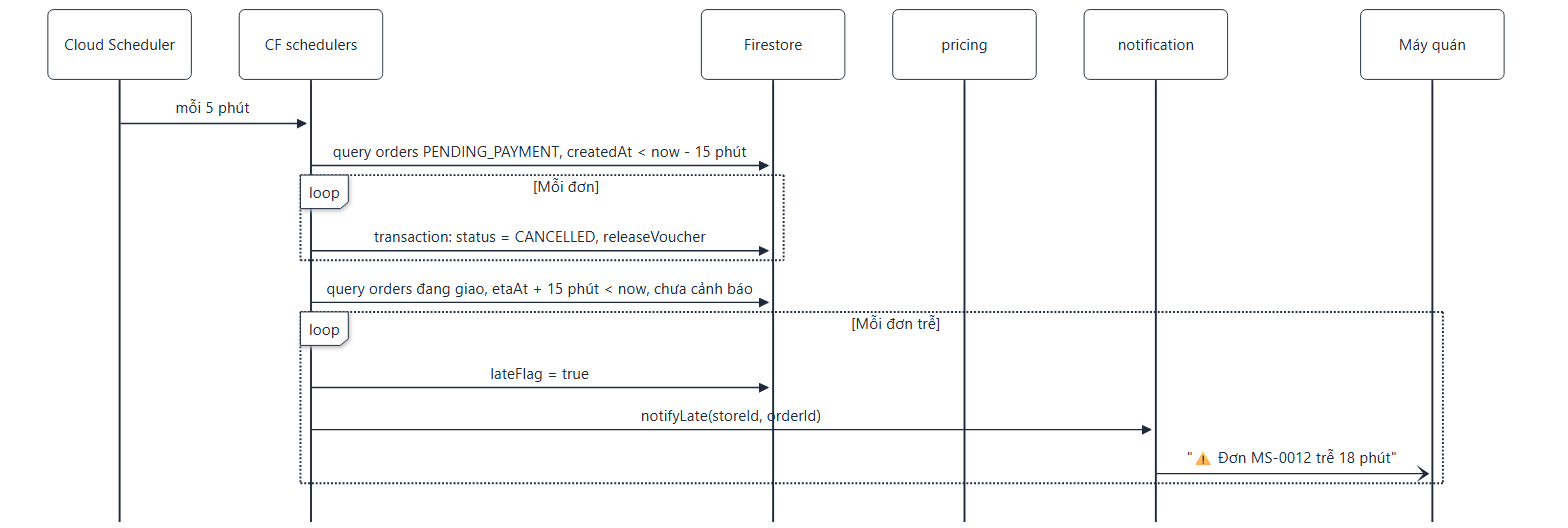 Cloud Scheduler
CF schedulers
Firestore
pricing
notification
Máy quán
mỗi 5 phút
query orders PENDING_PAYMENT, createdAt < now - 15 phút
loop
[Mỗi đơn]
transaction: status = CANCELLED, releaseVoucher
query orders đang giao, etaAt + 15 phút < now, chưa cảnh báo
loop
[Mỗi đơn trễ]
lateFlag = true
notifyLate(storeId, orderId)
"⚠️ Đơn MS-0012 trễ 18 phút"